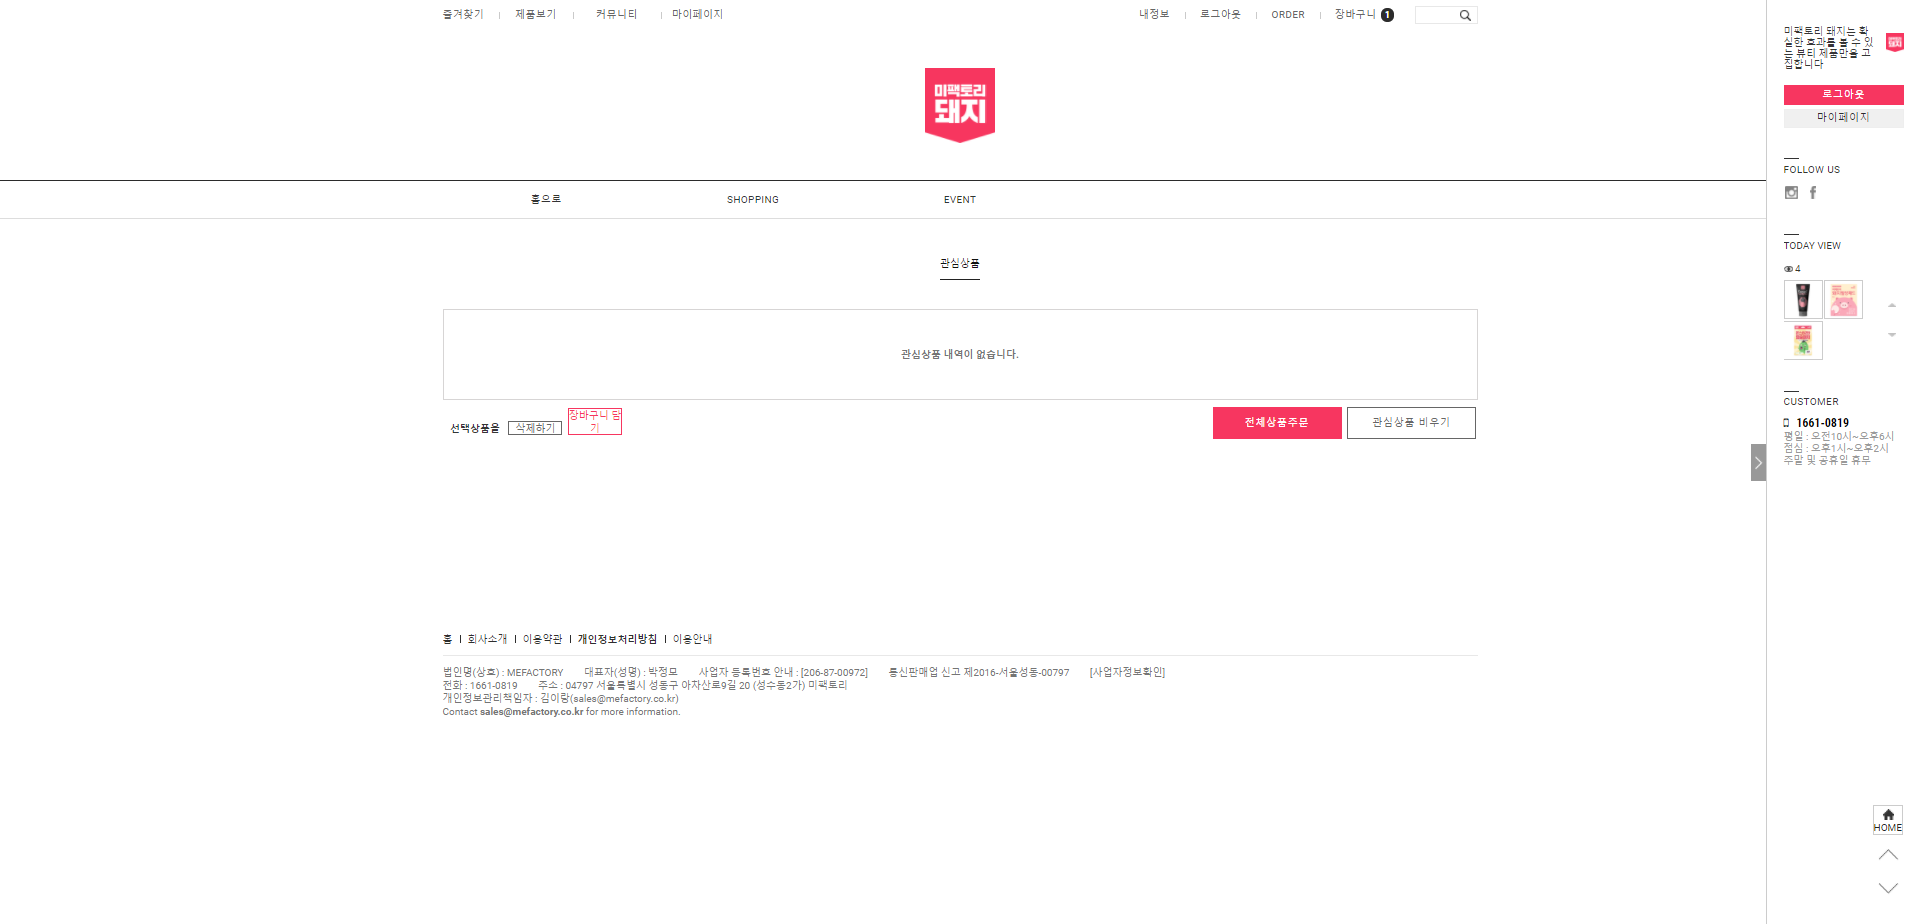 즐겨찾기 제품보기 커뮤니티 마이페이지 내정보 로그아웃 ORDER 장바구니 1
미팩토리
돼지
홈으로 SHOPPING EVENT
관심상품
관심상품 내역이 없습니다.
선택상품을 삭제하기 장바구니 담
기
전체상품주문 관심상품 비우기
홈 회사소개 이용약관 개인정보처리방침 이용안내
법인명(상호) : MEFACTORY 대표자(성명) : 박정므 사업자 등록번호 안내 : [206-87-00972] 통신판매업 신고 제2016-서울성동-00797 [사업자정보확인]
전화 : 1661-0819 주소 : 04797 서울특별시 성동구 아차산로9길 20 (성수동2가) 미팩토리
개인정보관리책임자 : 김이랑(sales@mefactory.co.kr)
Contact sales@mefactory.co.kr for more information.
미팩토리 돼지는 확
실한 효과를 볼 수 있
는 뷰티 제품만을 고
집합니다
로그아웃
마이페이지
FOLLOW US
TODAY VIEW
4
CUSTOMER
1661-0819
평일 : 오전10시~오후6시
점심 : 오후1시~오후2시
주말 및 공휴일 휴무
HOME